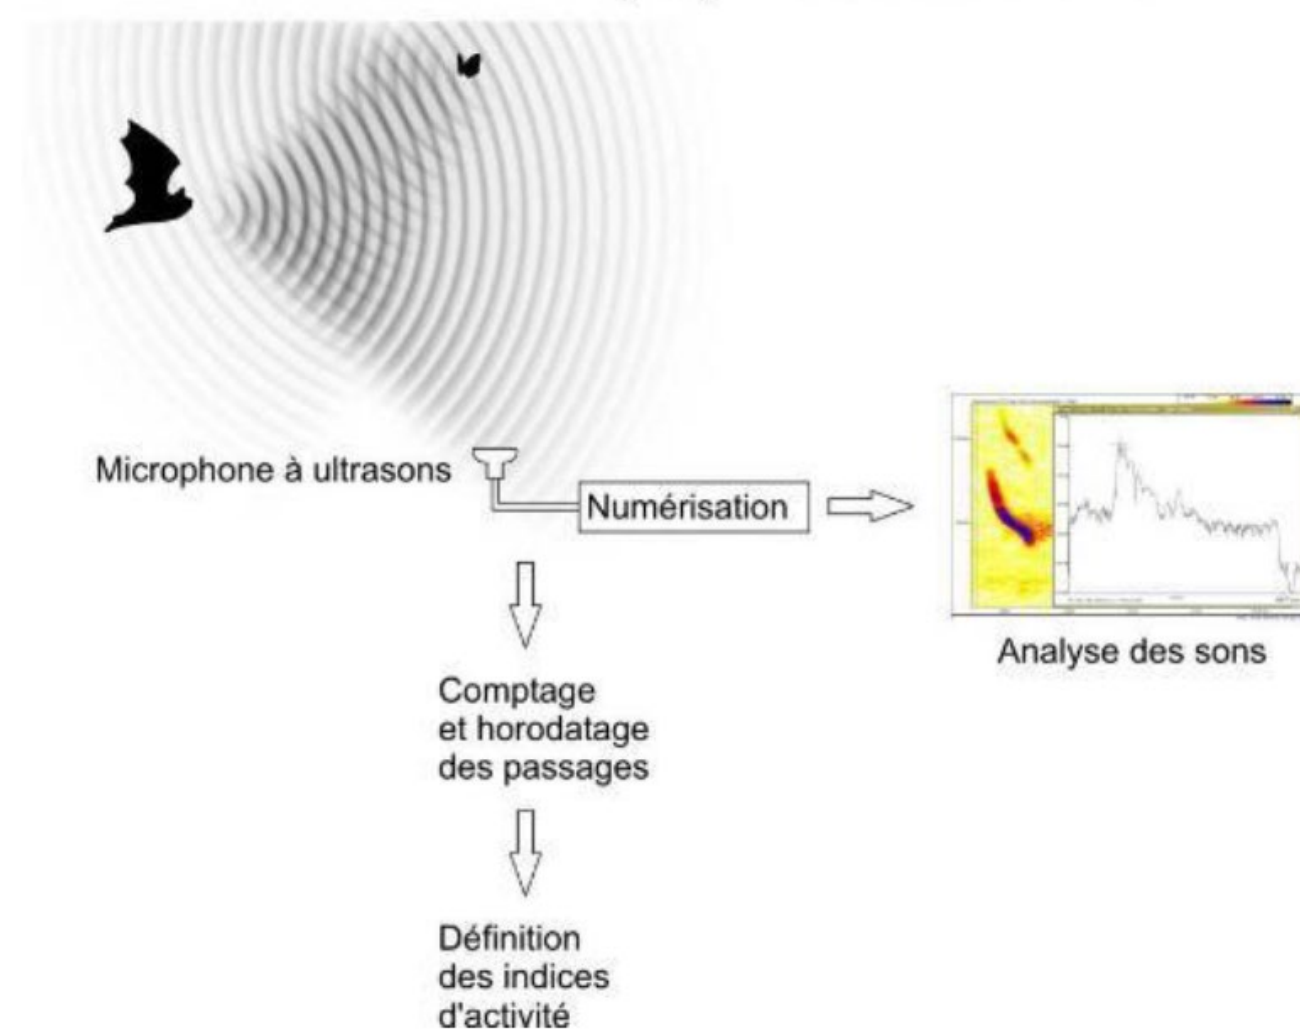 Microphone à ultrasons
Numérisation
Analyse des sons
Comptage
et horodatage
des passages
Définition
des indices
d'activité